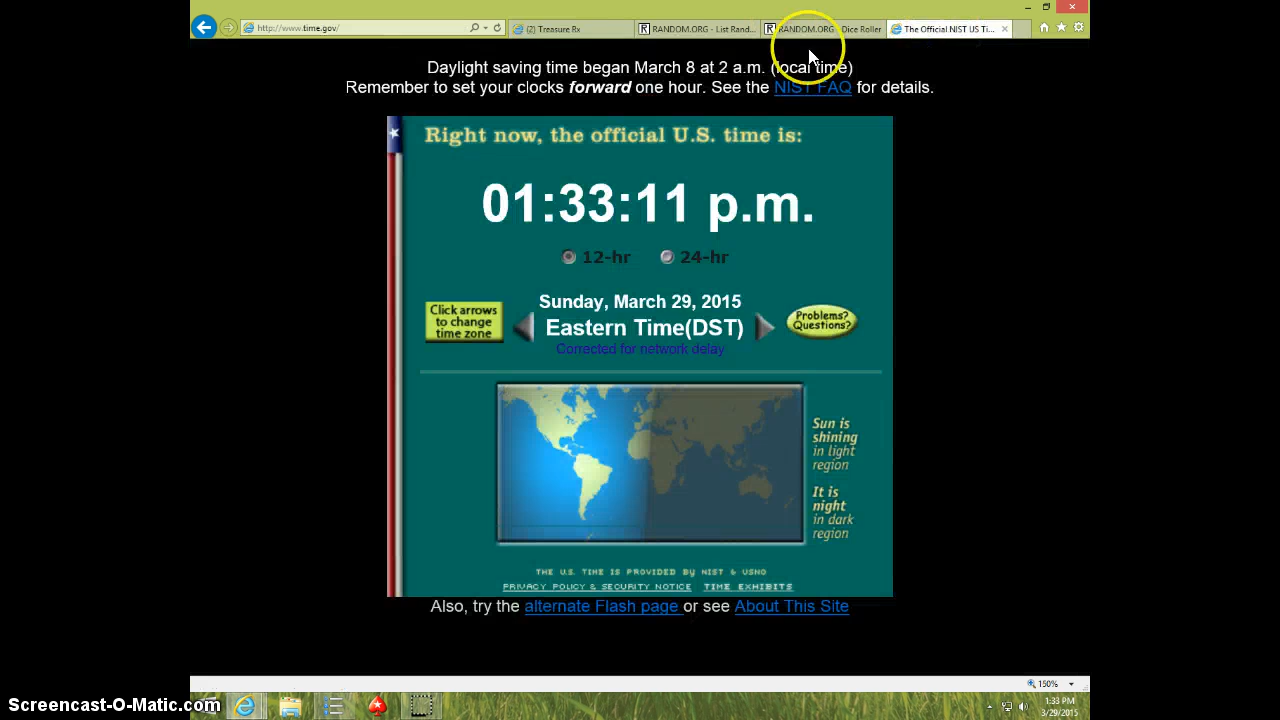 http://www.time.gov/
(2) Treasure Rx
RANDOM.ORG - List Rand...
RANDOM.ORG - Dice Roller
The Official NIST US Ti...
Daylight saving time began March 8 at 2 a.m. (local time)
Remember to set your clocks forward one hour. See the NIST FAQ for details.
Right now, the official U.S. time is:
01:33:11 p.m.
12-hr
24-hr
Click arrows
to change
time zone
Sunday, March 29, 2015
Eastern Time(DST)
Corrected for network delay
Problems?
Questions?
Sun is
shining
in light
region
It is
night
in dark
region
THE U.S. TIME IS PROVIDED BY NIST & USNO
PRIVACY POLICY & SECURITY NOTICE
TIME EXHIBITS
Also, try the alternate Flash page or see About This Site
150%
1:33 PM
3/29/2015
Screencast-O-Matic.com